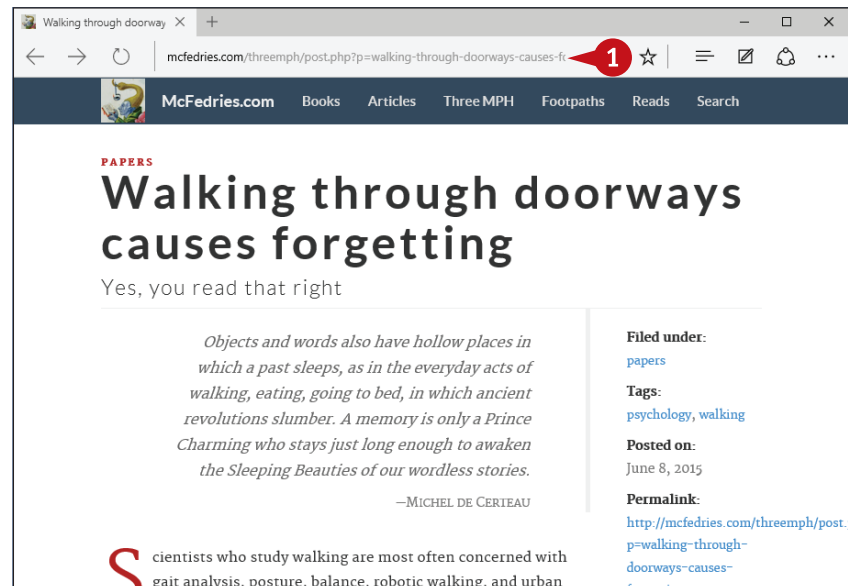 Walking through doorway
mcfedries.com/threemph/post.php?p=walking-through-doorways-causes-fo
1
McFedries.com Books Articles Three MPH Footpaths Reads Search
PAPERS
Walking through doorways
causes forgetting
Yes, you read that right
Objects and words also have hollow places in
which a past sleeps, as in the everyday acts of
walking, eating, going to bed, in which ancient
revolutions slumber. A memory is only a Prince
Charming who stays just long enough to awaken
the Sleeping Beauties of our wordless stories.
—MICHEL DE CERTEAU
Scientists who study walking are most often concerned with
gait analysis, posture, balance, robotic walking, and urban
Filed under:
papers
Tags:
psychology, walking
Posted on:
June 8, 2015
Permalink:
http://mcfedries.com/threemph/post.
p=walking-through-
doorways-causes-